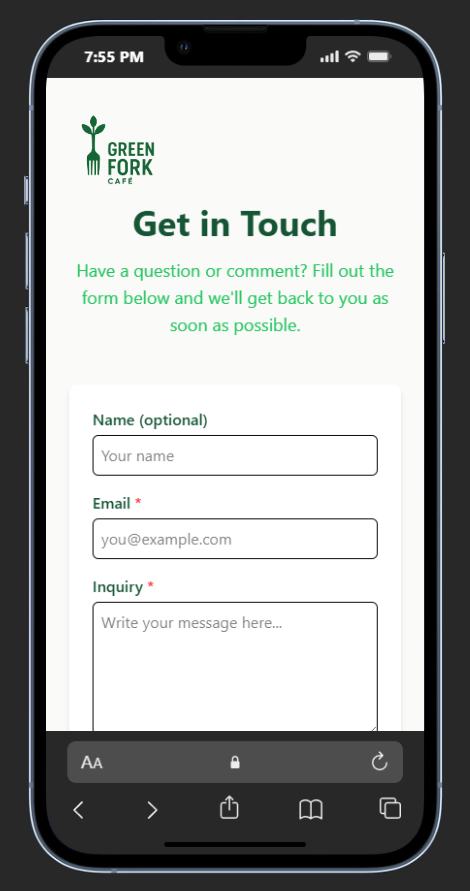 7:55 PM
GREEN
FORK
CAFÉ
Get in Touch
Have a question or comment? Fill out the
form below and we'll get back to you as
soon as possible.
Name (optional)
Your name
Email *
you@example.com
Inquiry *
Write your message here...
AA